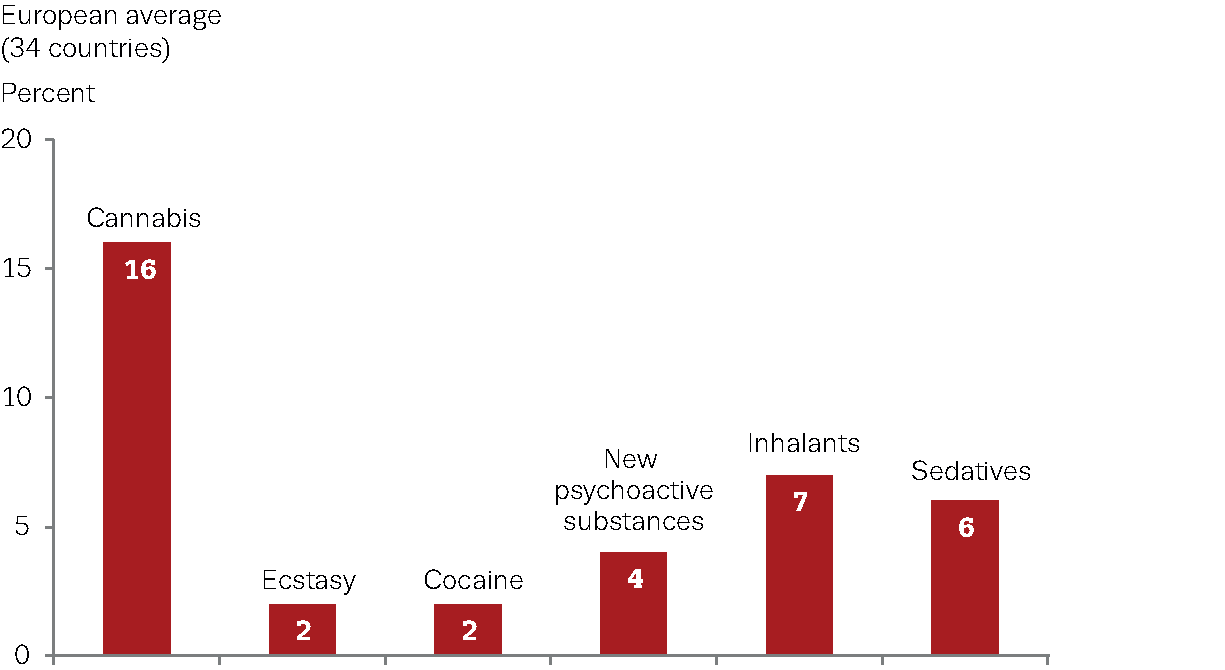 European average
(34 countries)
Percent
20
Cannabis
16
15
10
Inhalants
New
psychoactive
substances
Sedatives
7
6
5
4
Ecstasy
Cocaine
2
2
0